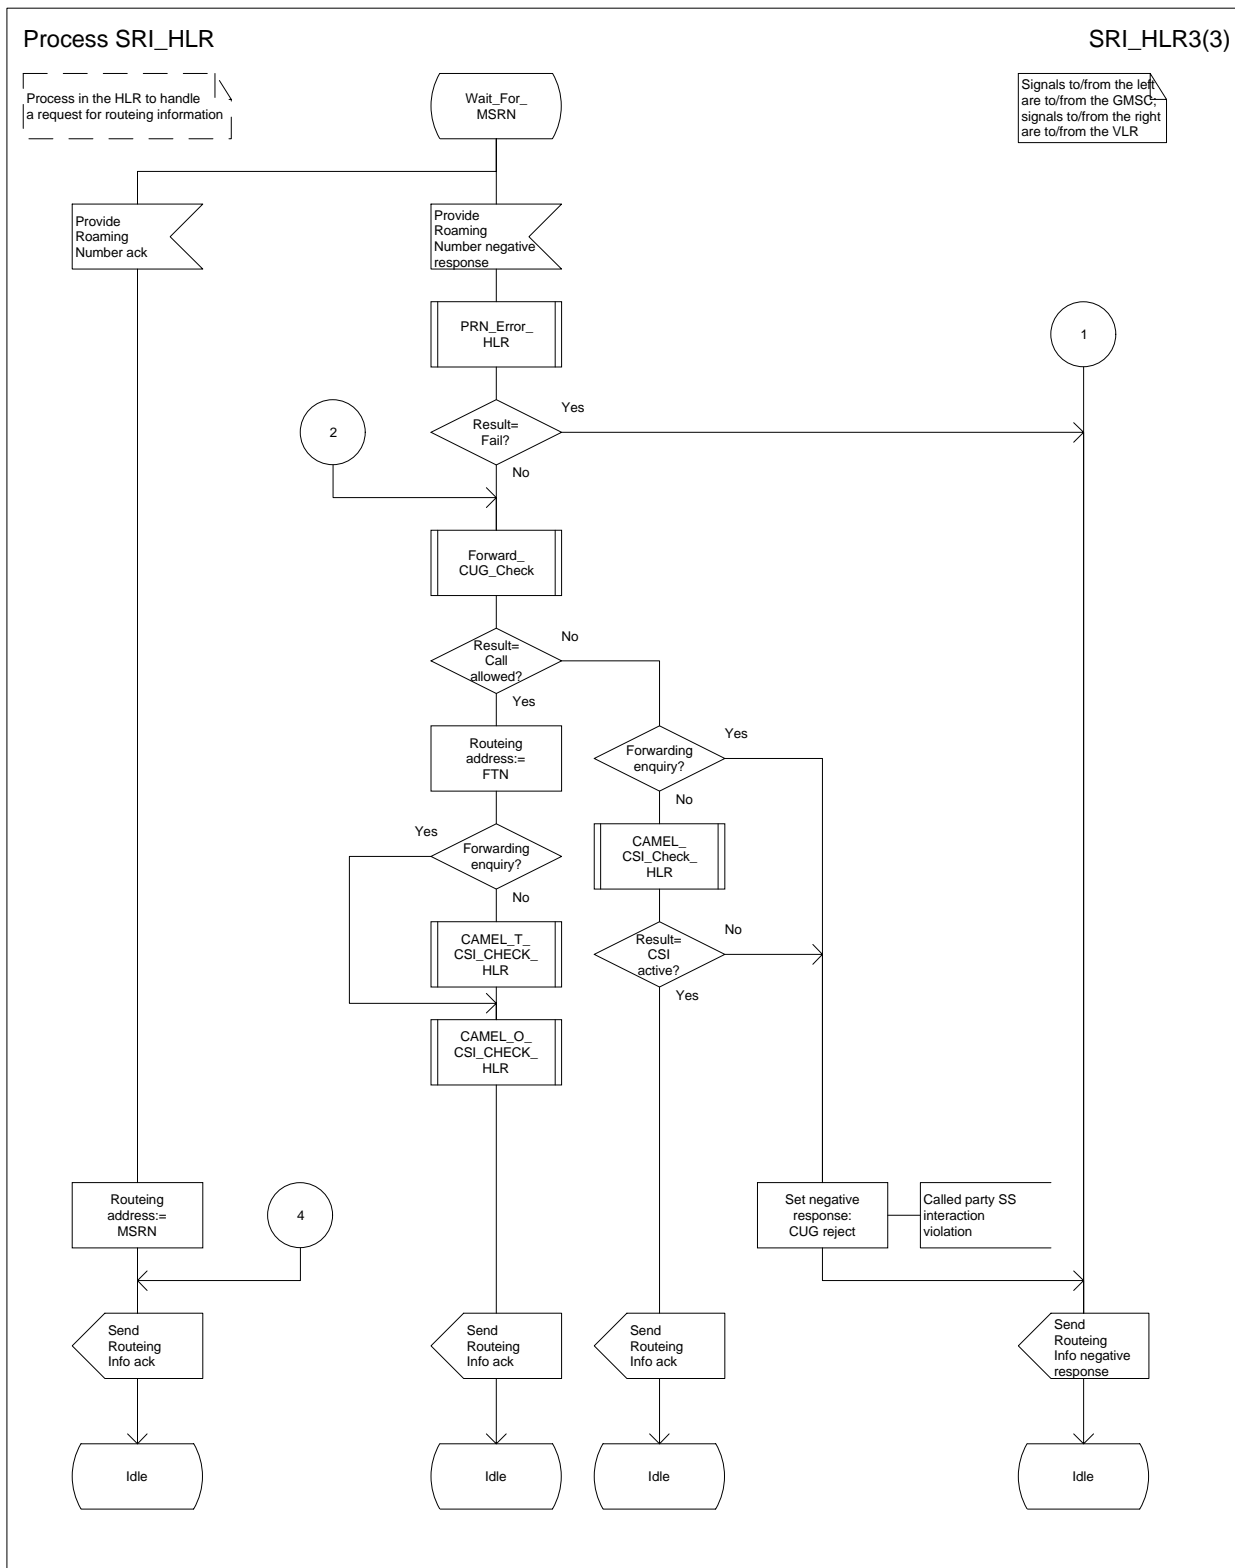 Process SRI_HLR
SRI_HLR3(3)
Process in the HLR to handle
a request for routeing information
Wait_For_
MSRN
Signals to/from the left
are to/from the GMSC;
signals to/from the right
are to/from the VLR
Provide
Roaming
Number ack
Provide
Roaming
Number negative
response
PRN_Error_
HLR
1
Result=
Fail?
Yes
No
2
Forward_
CUG_Check
Result=
Call
allowed?
No
Yes
Routeing
address:=
FTN
Forwarding
enquiry?
Yes
No
Yes
Forwarding
enquiry?
No
CAMEL_
CSI_Check_
HLR
CAMEL_T_
CSI_CHECK_
HLR
Result=
CSI
active?
No
Yes
CAMEL_O_
CSI_CHECK_
HLR
Routeing
address:=
MSRN
4
Set negative
response:
CUG reject
Called party SS
interaction
violation
Send
Routeing
Info ack
Send
Routeing
Info ack
Send
Routeing
Info ack
Send
Routeing
Info negative
response
Idle
Idle
Idle
Idle